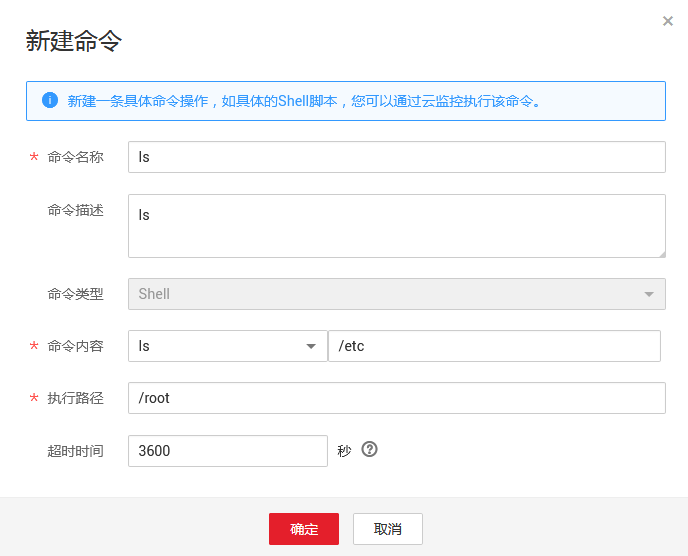 新建命令
新建一条具体命令操作，如具体的Shell脚本，您可以通过云监控执行该命令。
* 命令名称 ls
命令描述 ls
命令类型 Shell
* 命令内容 ls /etc
* 执行路径 /root
超时时间 3600 秒
确定 取消